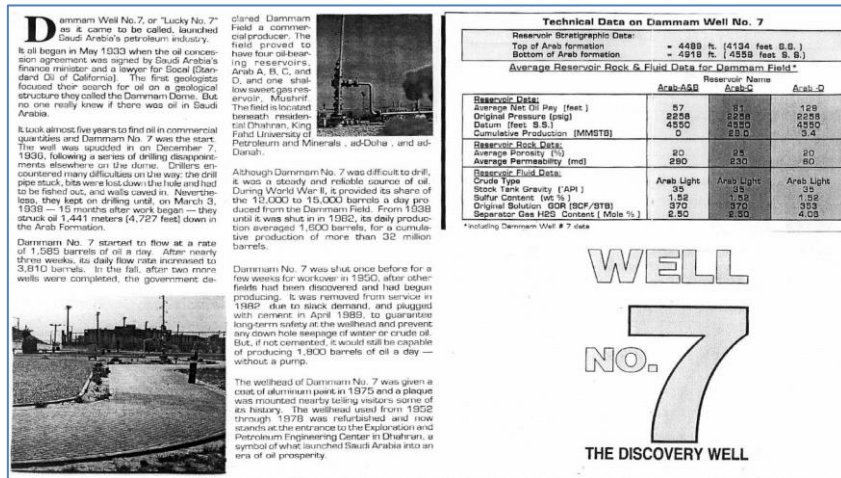 Dammam Well No.7, or "Lucky No. 7"
as it came to be called, launched
Saudi Arabia's petroleum industry.
It all began in May 1933 when the oil conces-
sion agreement was signed by Saudi Arabia's
finance minister and a lawyer for Socal (Stan-
dard Oil of California). The first geologists
focused their search for oil on a geological
structure they called the Dammam Dome. But
no one really knew if there was oil in Saudi
Arabia.
It took almost five years to find oil in commercial
quantities and Dammam No. 7 was the start.
The well was spudded in on December 7,
1936, following a series of drilling disappoint-
ments elsewhere on the dome. Drillers en-
countered many difficulties on the way: the drill
pipe stuck, bits were lost down the hole and had
to be fished out, and walls caved in. Neverthe-
less, they kept on drilling until, on March 3,
1938 — 15 months after work began — they
struck oil 1,441 meters (4,727 feet) down in
the Arab Formation.
Dammam No. 7 started to flow at a rate
of 1,585 barrels of oil a day. After nearly
three weeks, its daily flow rate increased to
3,810 barrels. In the fall, after two more
wells were completed, the government de-
clared Dammam
Field a commer-
cial producer. The
field proved to
have four oil-bear-
ing reservoirs,
Arab A, B, C, and
D, and one shal-
low sweet gas res-
ervoir, Mushrif.
The field is located
beneath residen-
tial Dhahran, King
Fahd University of
Petroleum and Minerals, ad-Doha, and ad-
Danah.
Although Dammam No. 7 was difficult to drill,
it was a steady and reliable source of oil.
During World War II, it provided its share of
the 12,000 to 15,000 barrels a day pro-
duced from the Dammam Field. From 1938
until it was shut in in 1982, its daily produc-
tion averaged 1,600 barrels, for a cumula-
tive production of more than 32 million
barrels.
Dammam No. 7 was shut once before for a
few weeks for workover in 1950, after other
fields had been discovered and had begun
producing. It was removed from service in
1982 due to slack demand, and plugged
with cement in April 1989, to guarantee
long-term safety at the wellhead and prevent
any down hole seepage of water or crude oil.
But, if not cemented, it would still be capable
of producing 1,800 barrels of oil a day —
without a pump.
The wellhead of Dammam No. 7 was given a
coat of aluminum paint in 1975 and a plaque
was mounted nearby telling visitors some of
its history. The wellhead used from 1952
through 1978 was refurbished and now
stands at the entrance to the Exploration and
Petroleum Engineering Center in Dhahran, a
symbol of what launched Saudi Arabia into an
era of oil prosperity.
Technical Data on Dammam Well No. 7
Reservoir Stratigraphic Data:
Top of Arab formation = 4489 ft. (4134 feet S.S.)
Bottom of Arab formation = 4918 ft. (4558 feet S.S.)
Average Reservoir Rock & Fluid Data for Dammam Field*
Reservoir Name
Arab-A&B Arab-C Arab-D
Reservoir Data:
Average Net Oil Pay (feet) 57 81 129
Original Pressure (psig) 2258 2258 2258
Datum (feet S.S.) 4550 4550 4550
Cumulative Production (MMSTB) 0 29.0 3.4
Reservoir Rock Data:
Average Porosity (%) 20 25 20
Average Permeability (md) 280 230 60
Reservoir Fluid Data:
Crude Type Arab Light Arab Light Arab Light
Stock Tank Gravity (°API) 35 35 35
Sulfur Content (wt %) 1.52 1.52 1.52
Original Solution GOR (SCF/STB) 370 370 353
Separator Gas H2S Content (Mole %) 2.50 2.50
*Including Dammam Well # 7 data
WELL
NO. 7
THE DISCOVERY WELL